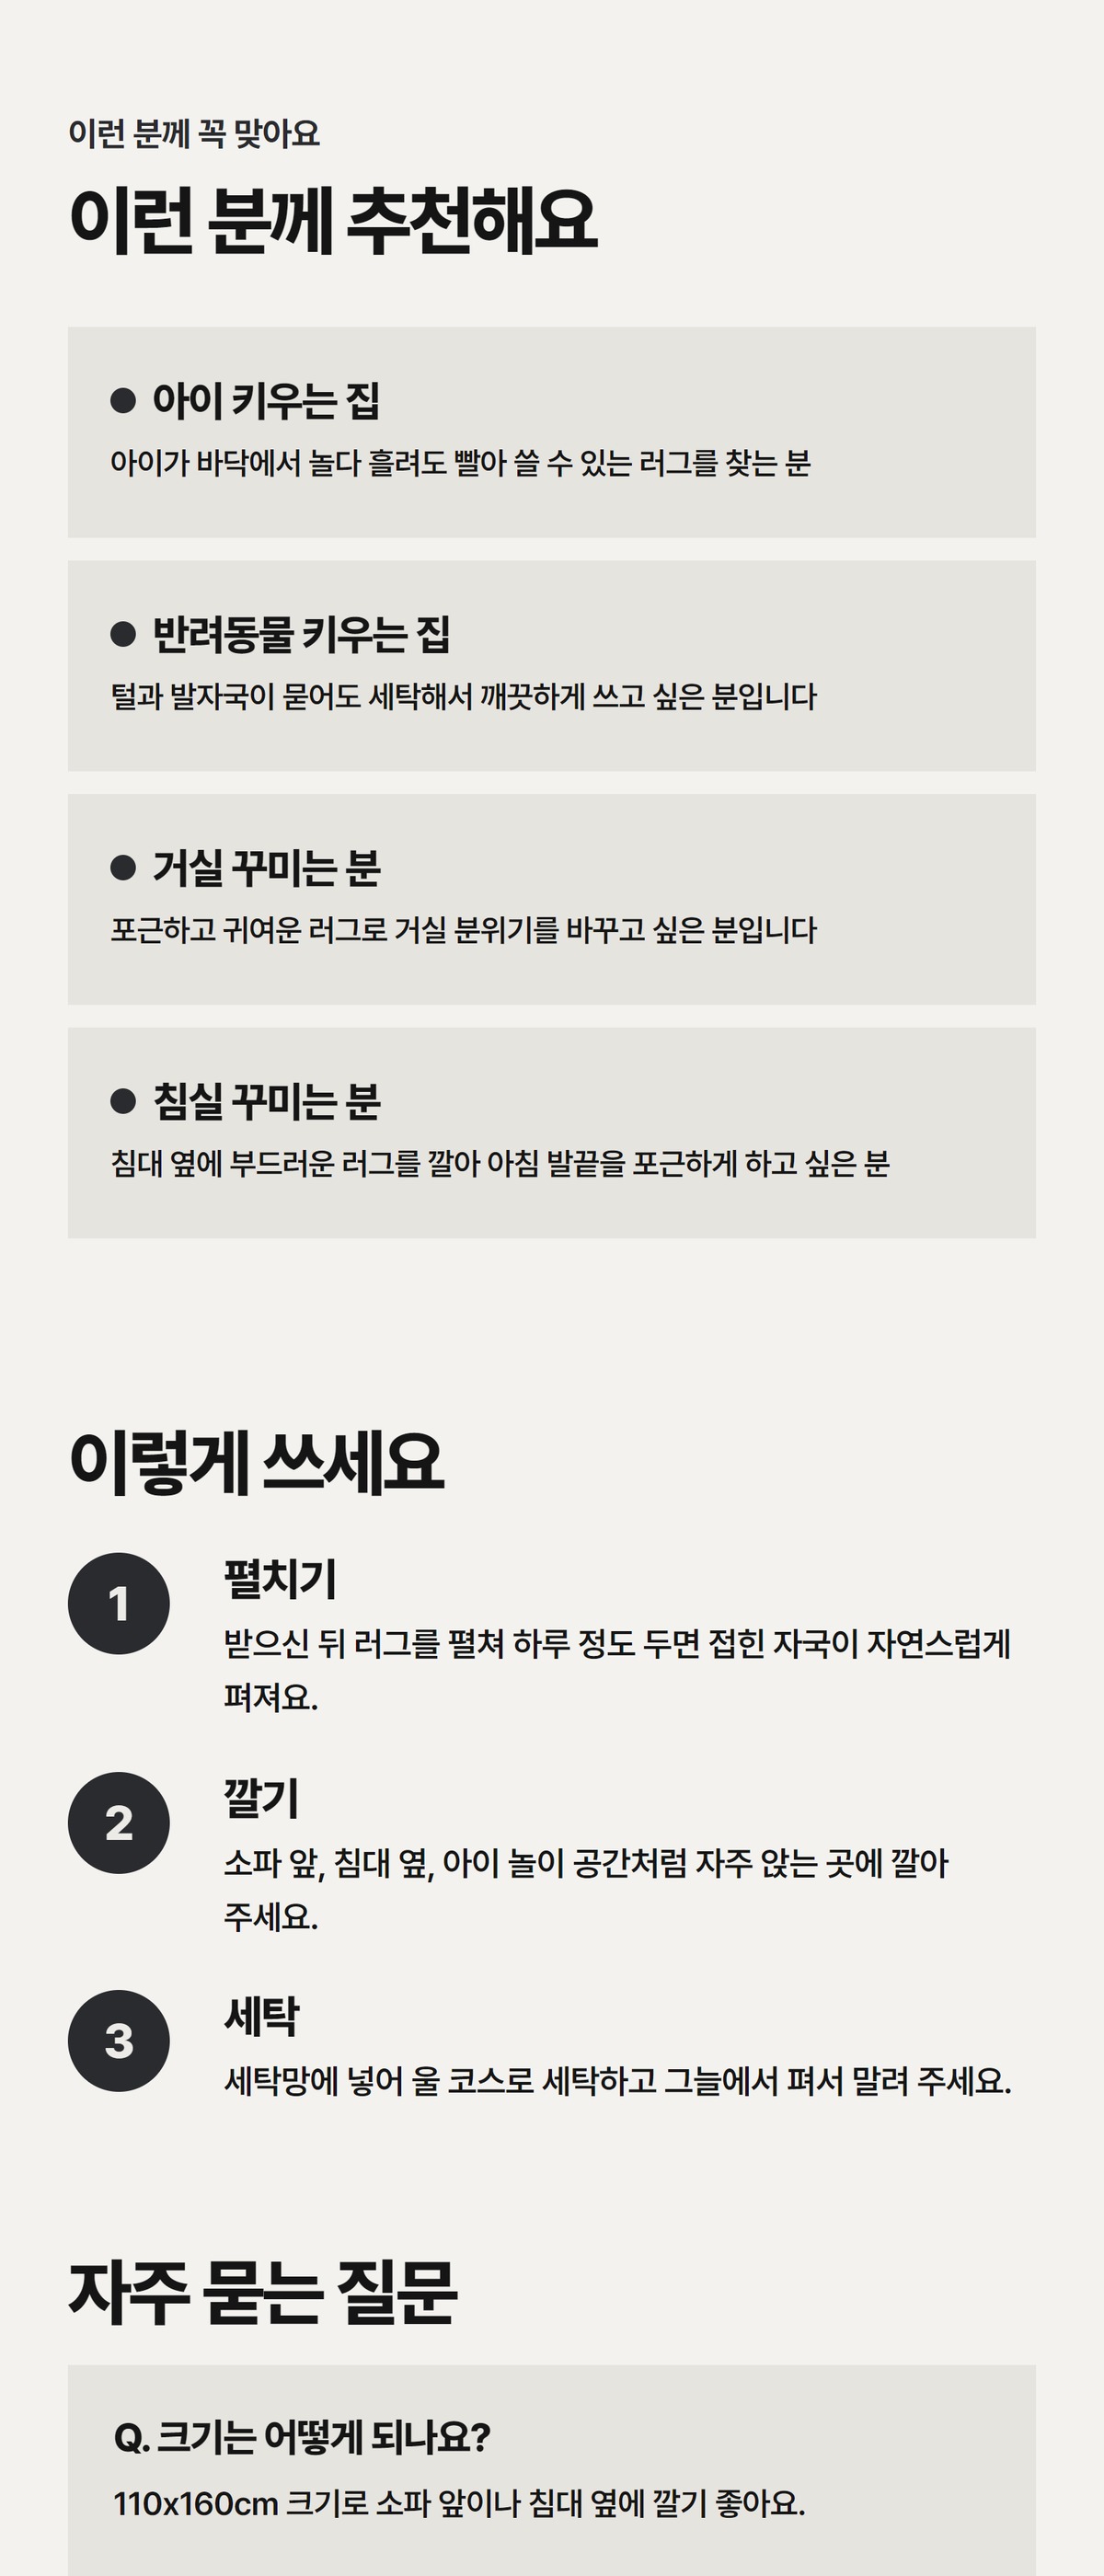 이런 분께 꼭 맞아요
이런 분께 추천해요
아이 키우는 집
아이가 바닥에서 놀다 흘려도 빨아 쓸 수 있는 러그를 찾는 분
반려동물 키우는 집
털과 발자국이 묻어도 세탁해서 깨끗하게 쓰고 싶은 분입니다
거실 꾸미는 분
포근하고 귀여운 러그로 거실 분위기를 바꾸고 싶은 분입니다
침실 꾸미는 분
침대 옆에 부드러운 러그를 깔아 아침 발끝을 포근하게 하고 싶은 분
이렇게 쓰세요
1
펼치기
받으신 뒤 러그를 펼쳐 하루 정도 두면 접힌 자국이 자연스럽게
펴져요.
2
깔기
소파 앞, 침대 옆, 아이 놀이 공간처럼 자주 앉는 곳에 깔아
주세요.
3
세탁
세탁망에 넣어 울 코스로 세탁하고 그늘에서 펴서 말려 주세요.
자주 묻는 질문
Q. 크기는 어떻게 되나요?
110x160cm 크기로 소파 앞이나 침대 옆에 깔기 좋아요.